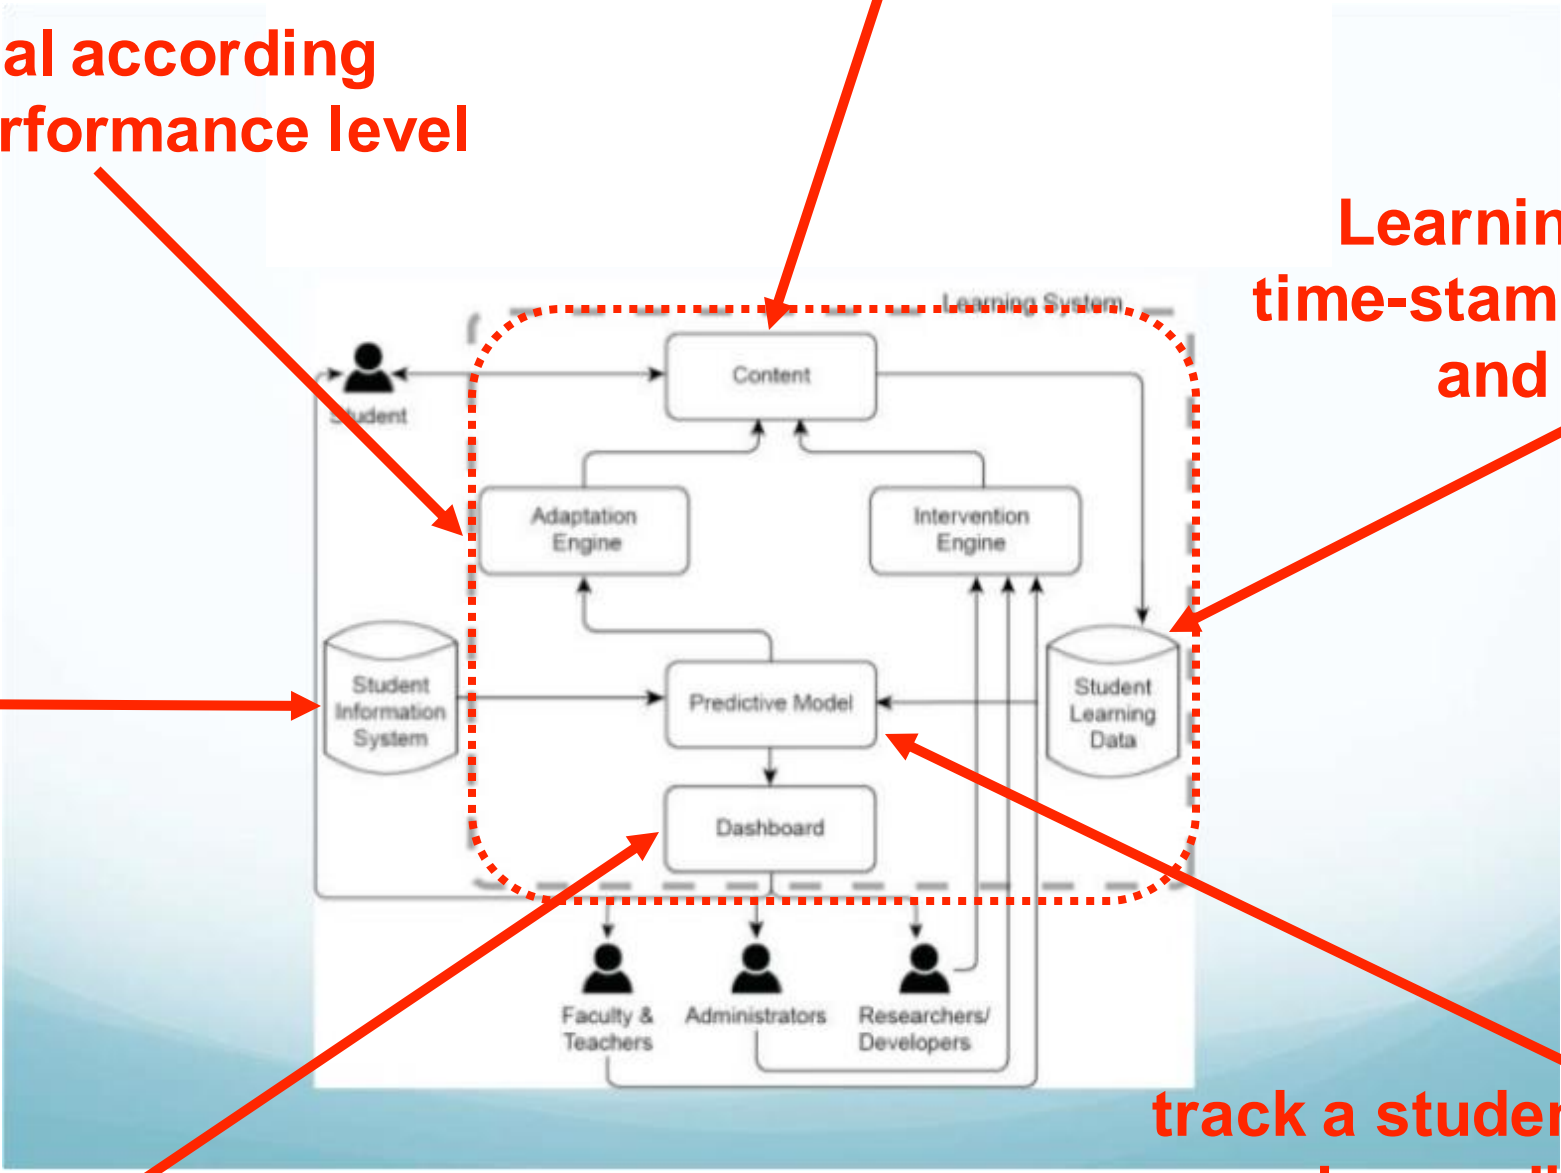 al according
rformance level
Learnin
time-stam
and
Learning System
Content
Student
Adaptation
Engine
Intervention
Engine
Student
Information
System
Predictive Model
Student
Learning
Data
Dashboard
Faculty &
Teachers
Administrators
Researchers/
Developers
track a studen